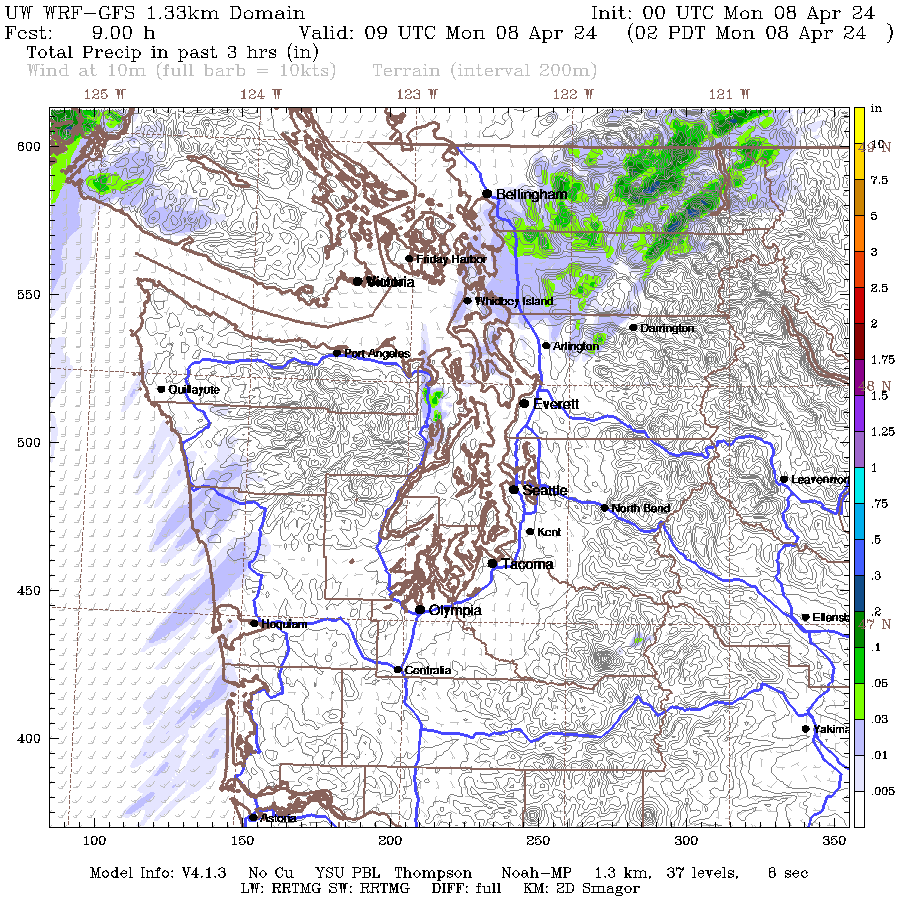 UW WRF-GFS 1.33km Domain Init: 00 UTC Mon 08 Apr 24
Fcst: 9.00 h Valid: 09 UTC Mon 08 Apr 24 (02 PDT Mon 08 Apr 24 )
Total Precip in past 3 hrs (in)
Wind at 10m (full barb = 10kts) Terrain (interval 200m)
125 W 124 W 123 W 122 W 121 W
in
600
10
Bellingham
7.5
5
Friday Harbor
3
Victoria
550
Whidbey Island
2.5
Darrington
2
Arlington
Port Angeles
1.75
Quillayute
48 N
1.5
Everett
1.25
500
1
Leavenwor
Seattle
North Bend
.75
Kent
.5
Tacoma
.3
450
Olympia
.2
Ellensb
Hoquiam
47 N
.1
Centralia
.05
.03
Yakima
400
.01
.005
Astoria
100 150 200 250 300 350
Model Info: V4.1.3 No Cu YSU PBL Thompson Noah-MP 1.3 km, 37 levels, 8 sec
LW: RRTMG SW: RRTMG DIFF: full KM: 2D Smagor